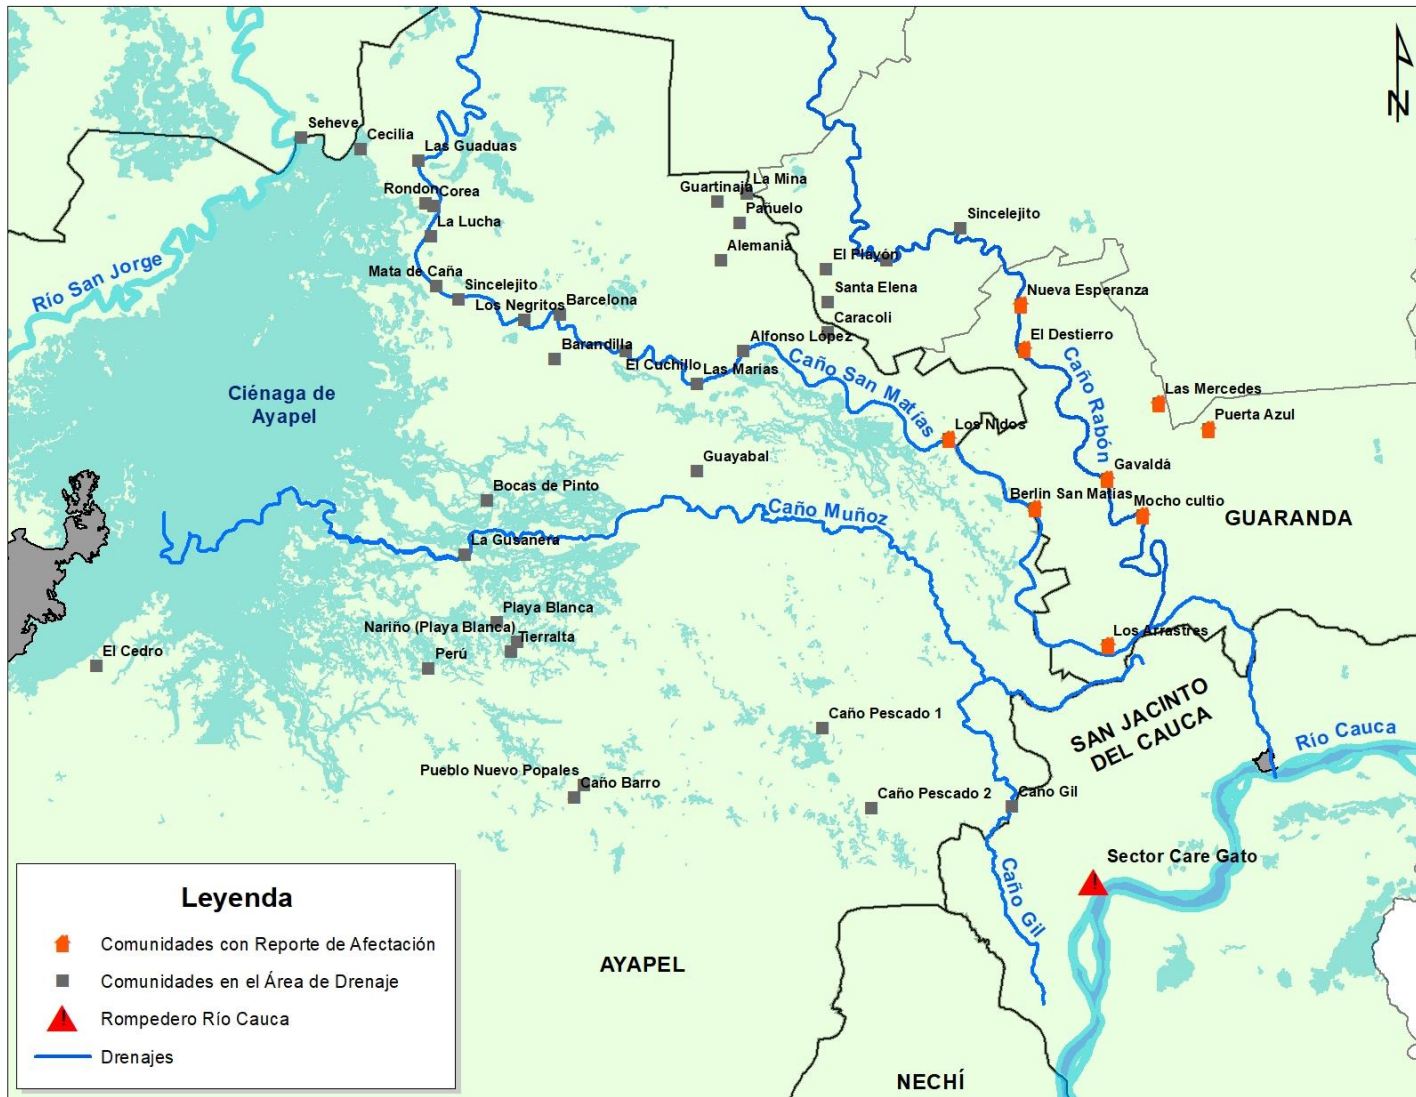 N
Seheve
Cecilia
Las Guaduas
Rondon
Corea
La Lucha
Guartinaja
La Mina
Pañuelo
Alemania
Sincelejito
El Playón
Santa Elena
Caracoli
Río San Jorge
Mata de Caña
Sincelejito
Los Negritos
Barcelona
Barandilla
El Cuchillo
Las Marias
Alfonso López
Nueva Esperanza
El Destierro
Caño Rabón
Caño San Matías
Las Mercedes
Puerta Azul
Ciénaga de
Ayapel
Los Nidos
Guayabal
Gavaldá
Bocas de Pinto
Berlin San Matias
Mocho cultio
Caño Muñoz
GUARANDA
La Gusanera
Playa Blanca
Nariño (Playa Blanca)
Tierralta
Perú
El Cedro
Los Arrastres
SAN JACINTO
DEL CAUCA
Caño Pescado 1
Río Cauca
Pueblo Nuevo Popales
Caño Barro
Caño Pescado 2
Caño Gil
Sector Care Gato
Caño Gil
AYAPEL
NECHÍ
Leyenda
Comunidades con Reporte de Afectación
Comunidades en el Área de Drenaje
Rompedero Río Cauca
Drenajes